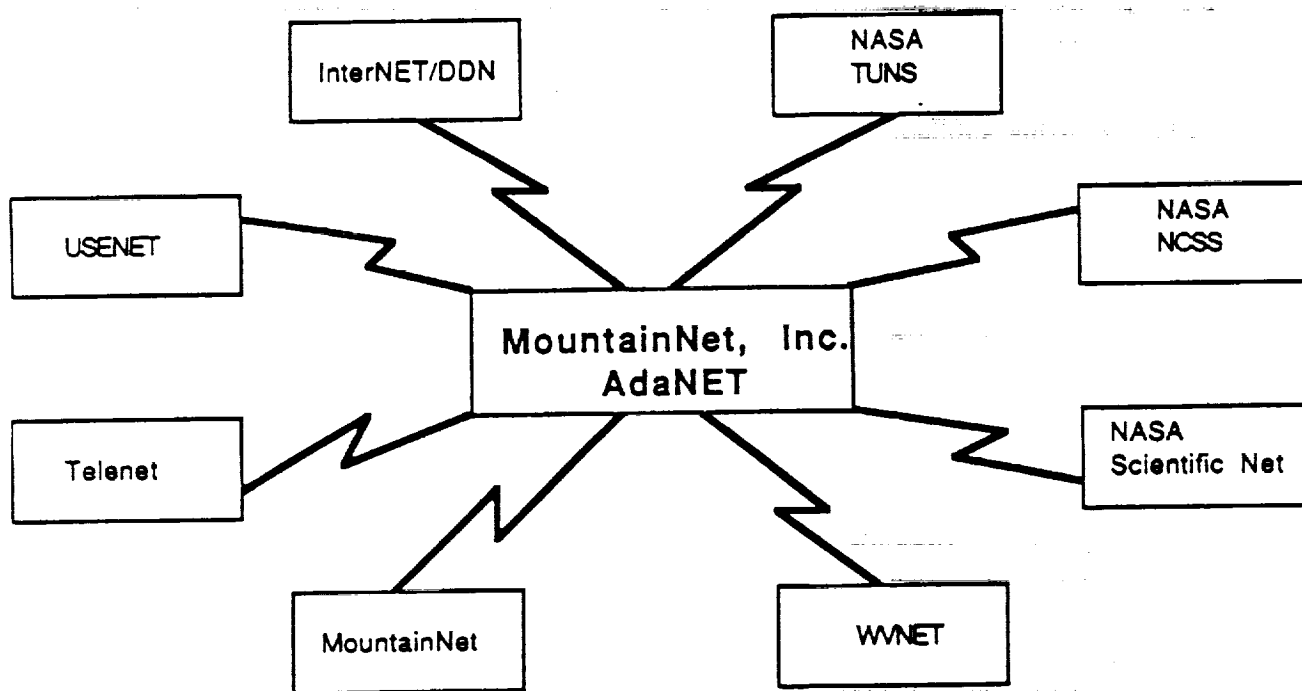 InterNET/DDN
NASA
TUNS
USENET
NASA
NCSS
MountainNet, Inc.
AdaNET
Telenet
NASA
Scientific Net
MountainNet
WVNET